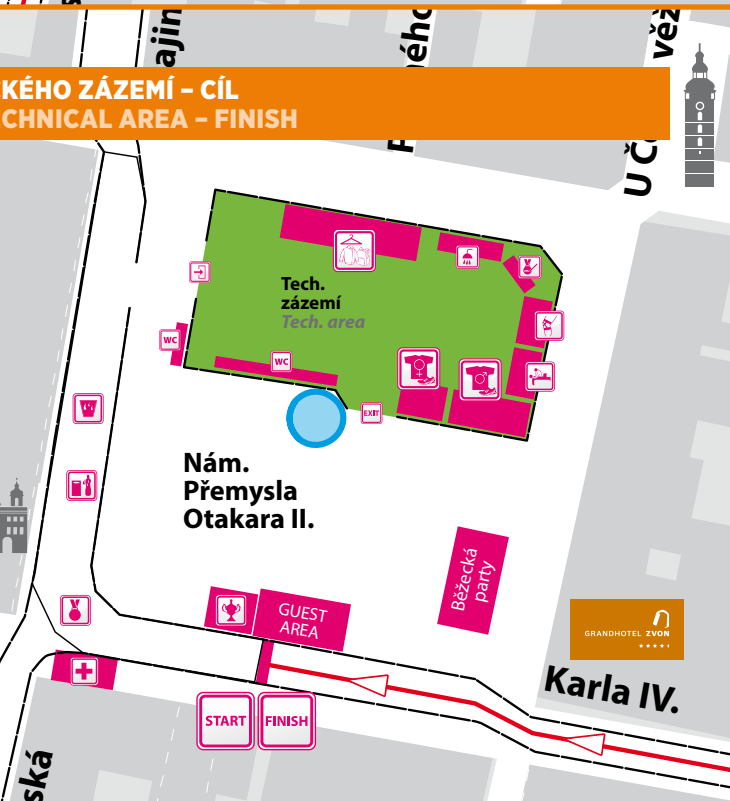 ajin
ého
věž
KÉHO ZÁZEMÍ – CÍL
CHNICAL AREA – FINISH
U Č
Tech.
zázemí
Tech. area
WC
WC
EXIT
Nám.
Přemysla
Otakara II.
Běžecká
party
GUEST
AREA
GRANDHOTEL ZVON
Karla IV.
START
FINISH
ská